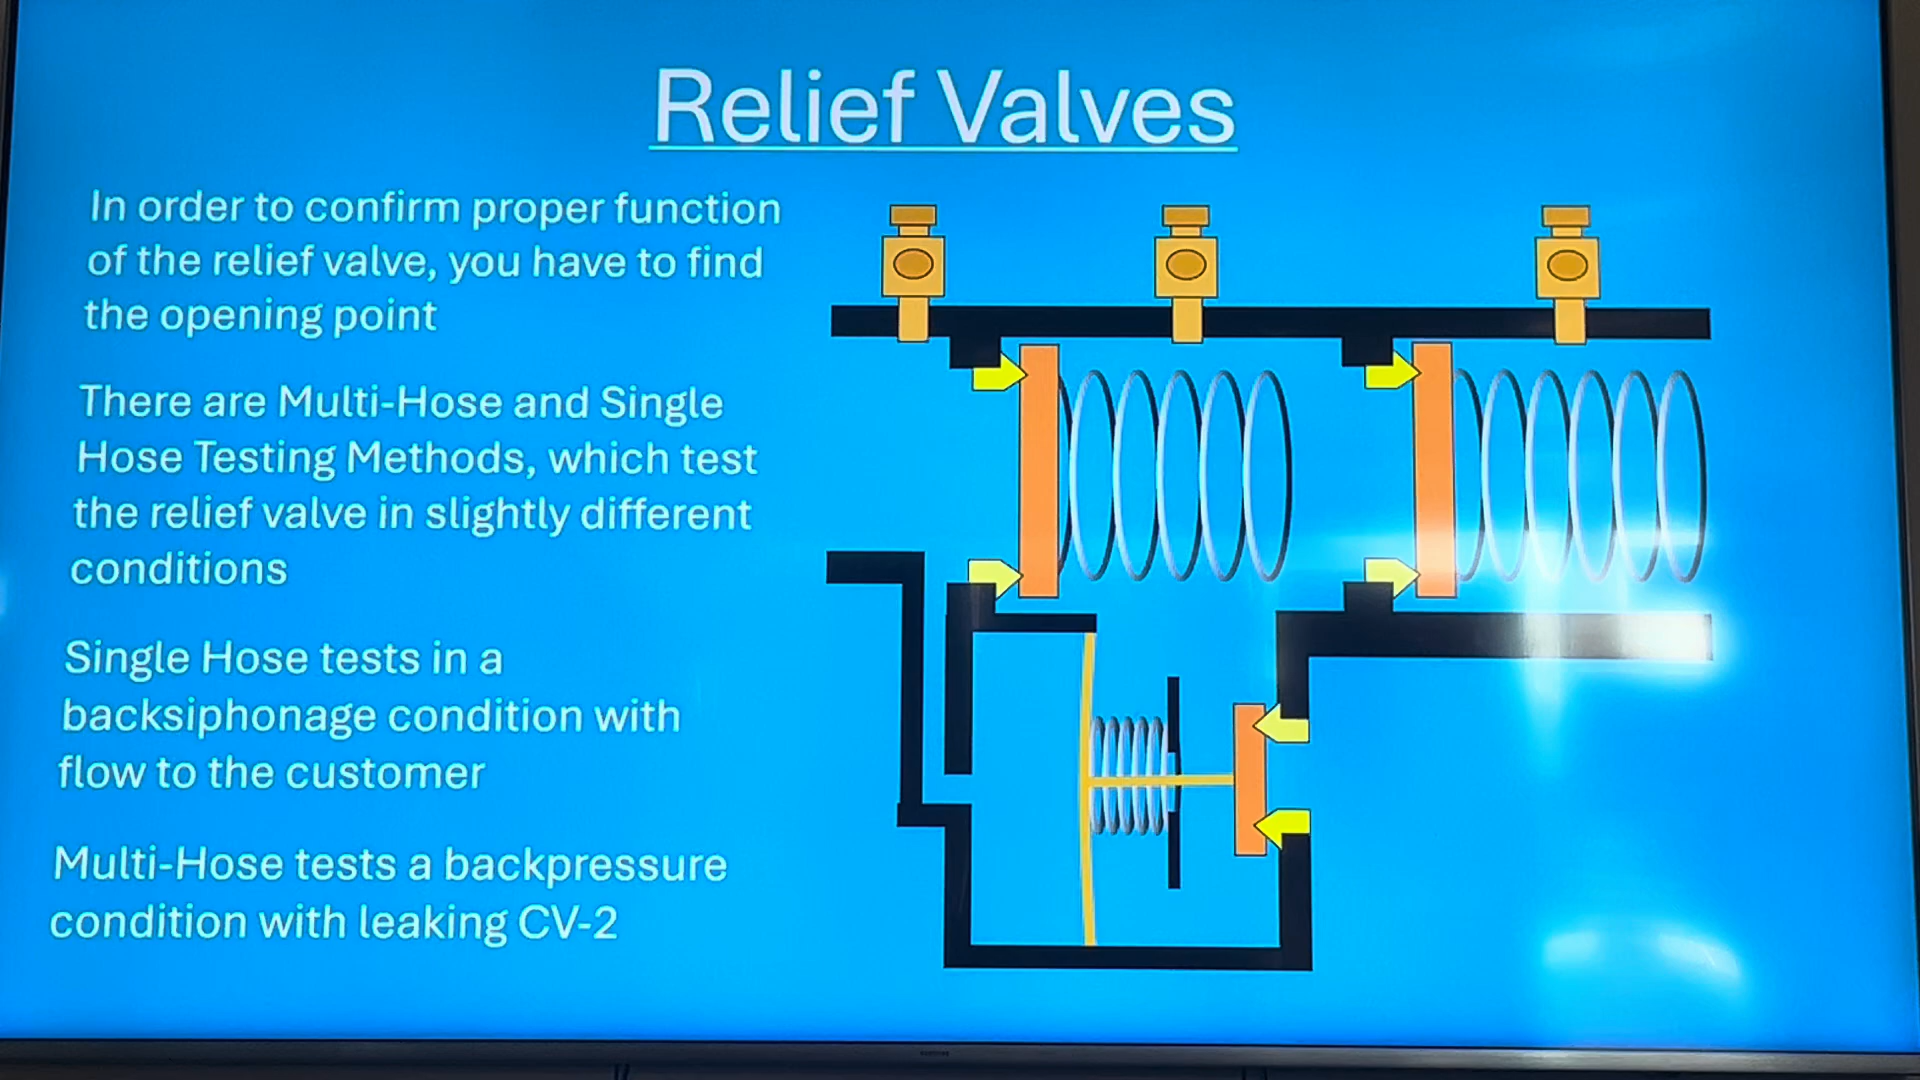 Relief Valves
In order to confirm proper function
of the relief valve, you have to find
the opening point
There are Multi-Hose and Single
Hose Testing Methods, which test
the relief valve in slightly different
conditions
Single Hose tests in a
backsiphonage condition with
flow to the customer
Multi-Hose tests a backpressure
condition with leaking CV-2